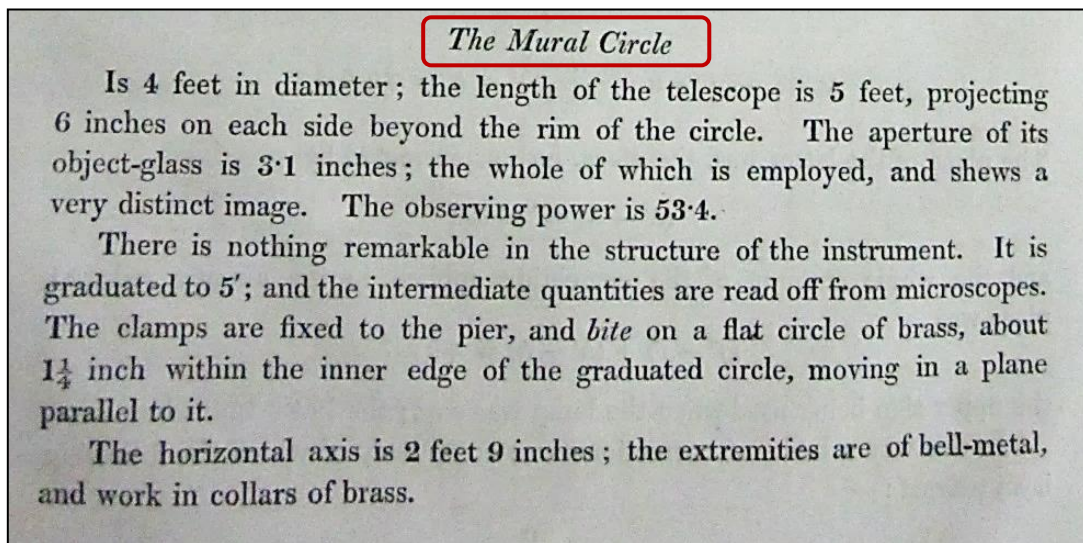 The Mural Circle
Is 4 feet in diameter; the length of the telescope is 5 feet, projecting
6 inches on each side beyond the rim of the circle. The aperture of its
object-glass is 3·1 inches; the whole of which is employed, and shews a
very distinct image. The observing power is 53·4.
There is nothing remarkable in the structure of the instrument. It is
graduated to 5′; and the intermediate quantities are read off from microscopes.
The clamps are fixed to the pier, and bite on a flat circle of brass, about
1¼ inch within the inner edge of the graduated circle, moving in a plane
parallel to it.
The horizontal axis is 2 feet 9 inches; the extremities are of bell-metal,
and work in collars of brass.